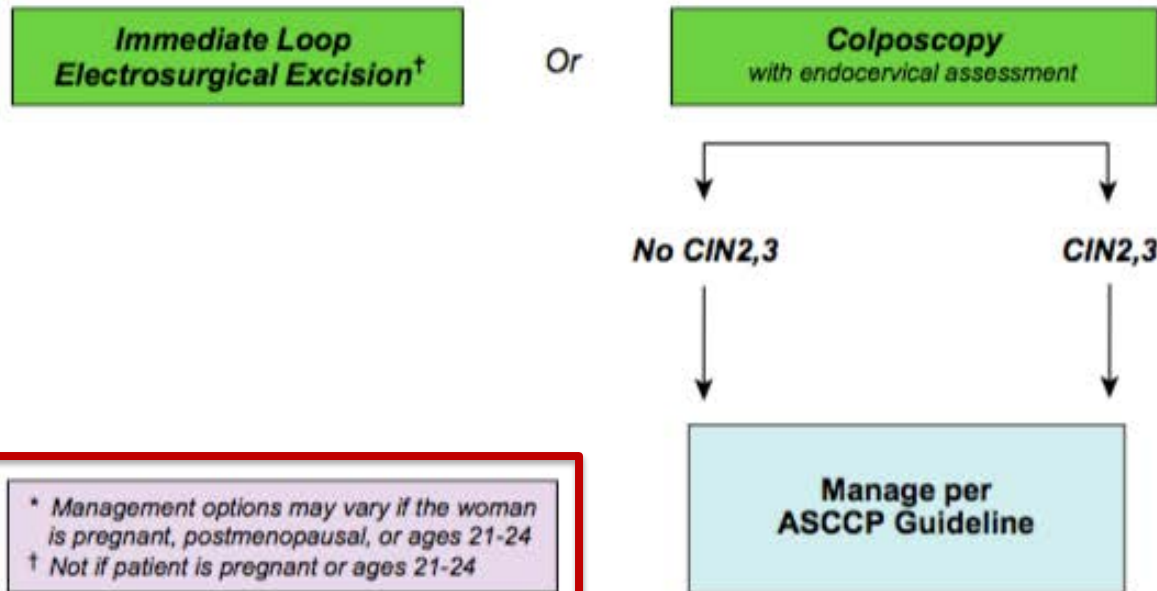 Immediate Loop
Electrosurgical Excision†
Or
Colposcopy
with endocervical assessment
No CIN2,3
CIN2,3
Manage per
ASCCP Guideline
* Management options may vary if the woman
is pregnant, postmenopausal, or ages 21-24
† Not if patient is pregnant or ages 21-24